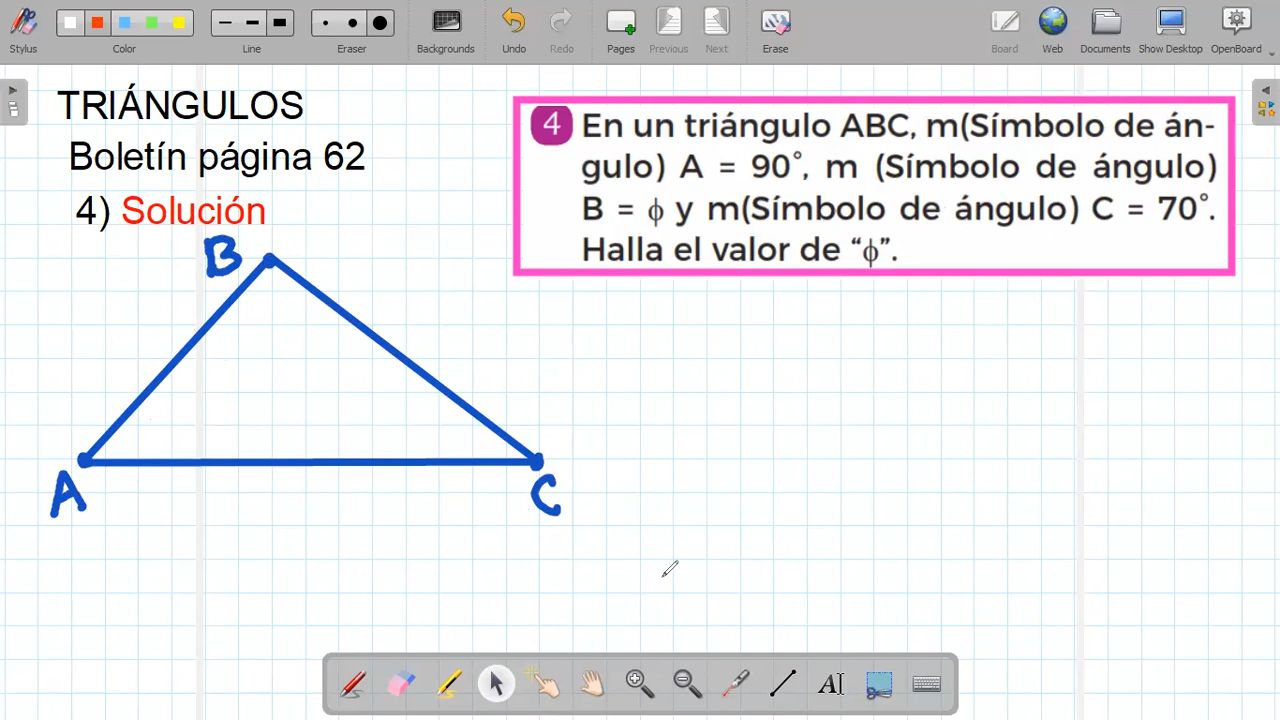 Stylus Color Line Eraser Backgrounds Undo Redo Pages Previous Next Erase Board Web Documents Show Desktop OpenBoard
TRIÁNGULOS
Boletín página 62
4) Solución
4 En un triángulo ABC, m(Símbolo de án-
gulo) A = 90°, m (Símbolo de ángulo)
B = ϕ y m(Símbolo de ángulo) C = 70°.
Halla el valor de “ϕ”.
B
A
C
AI